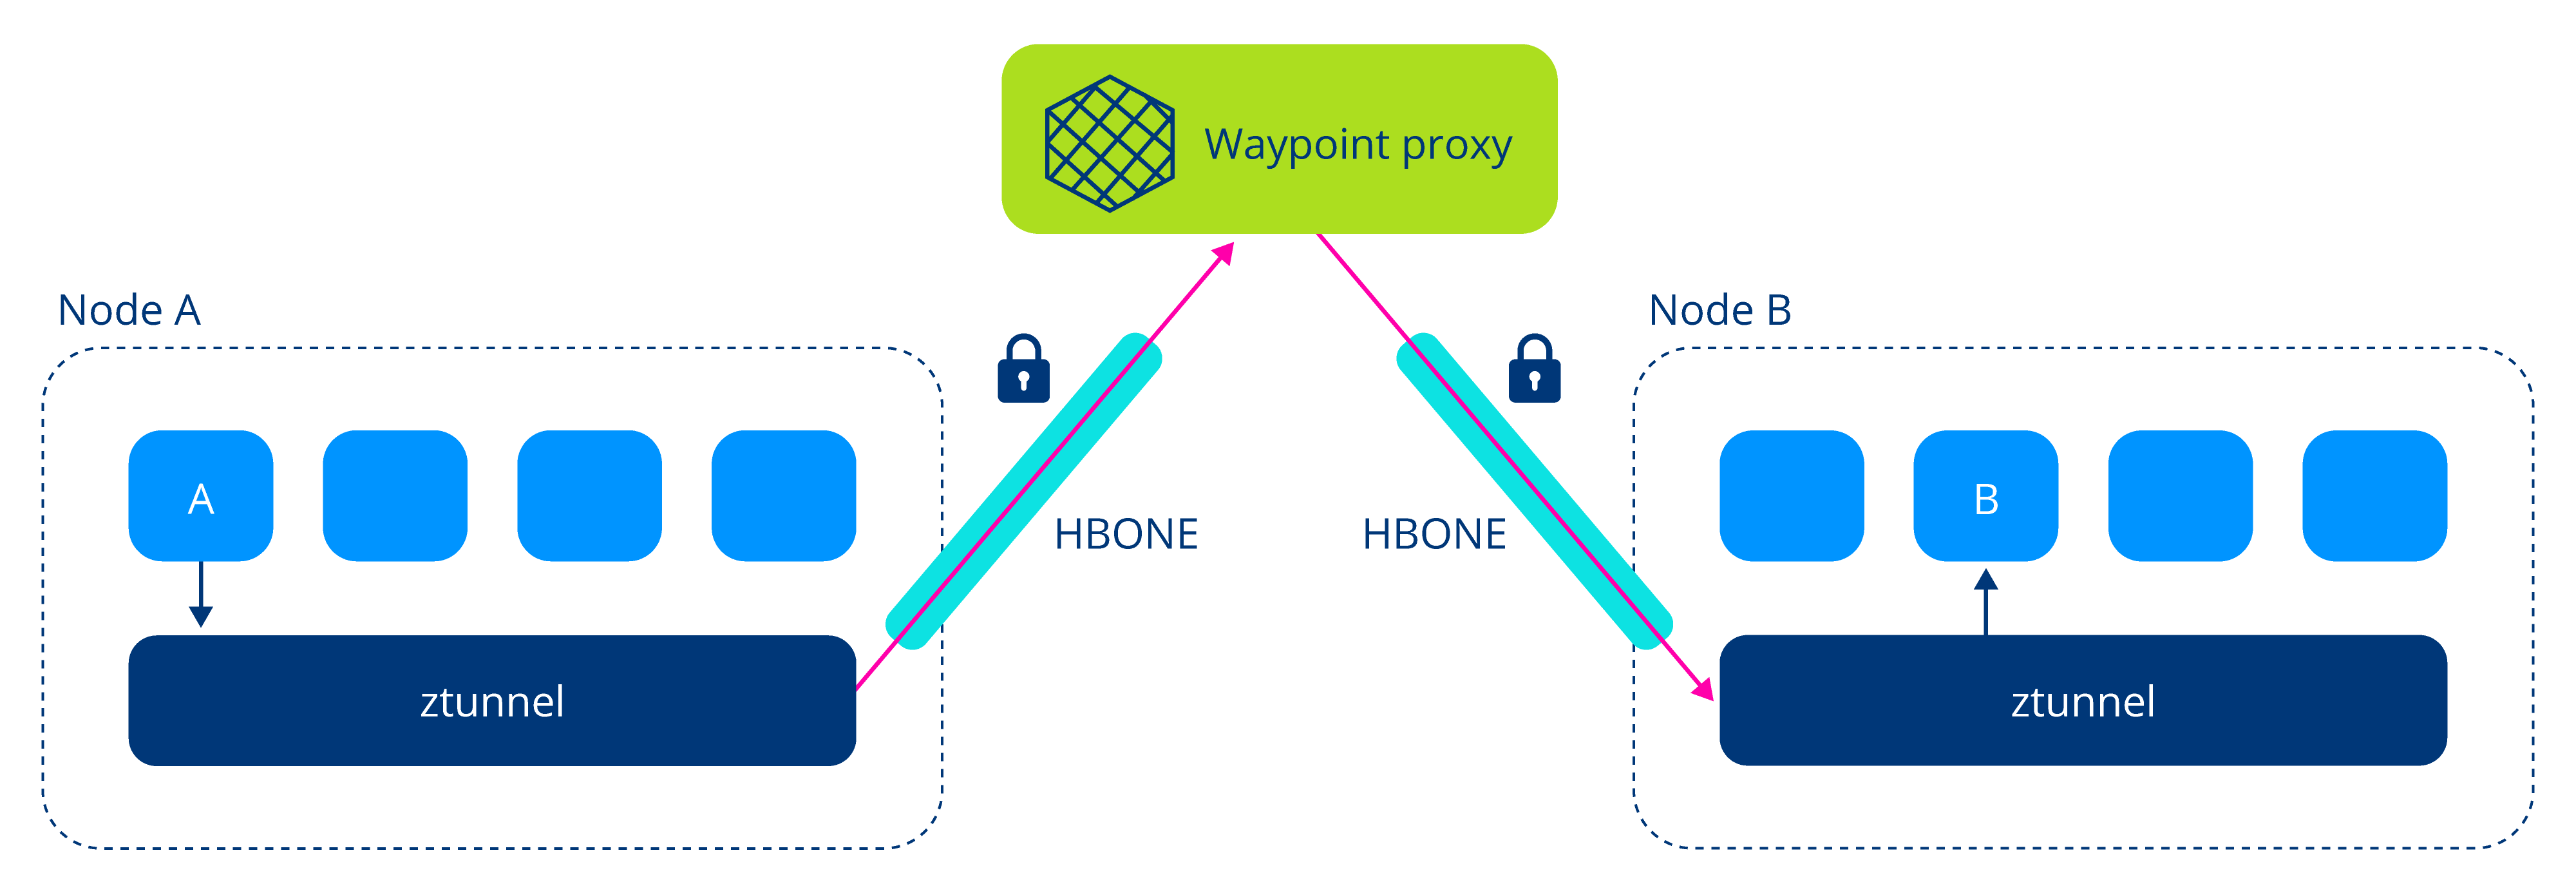 Waypoint proxy
Node A
Node B
A
B
HBONE
HBONE
ztunnel
ztunnel